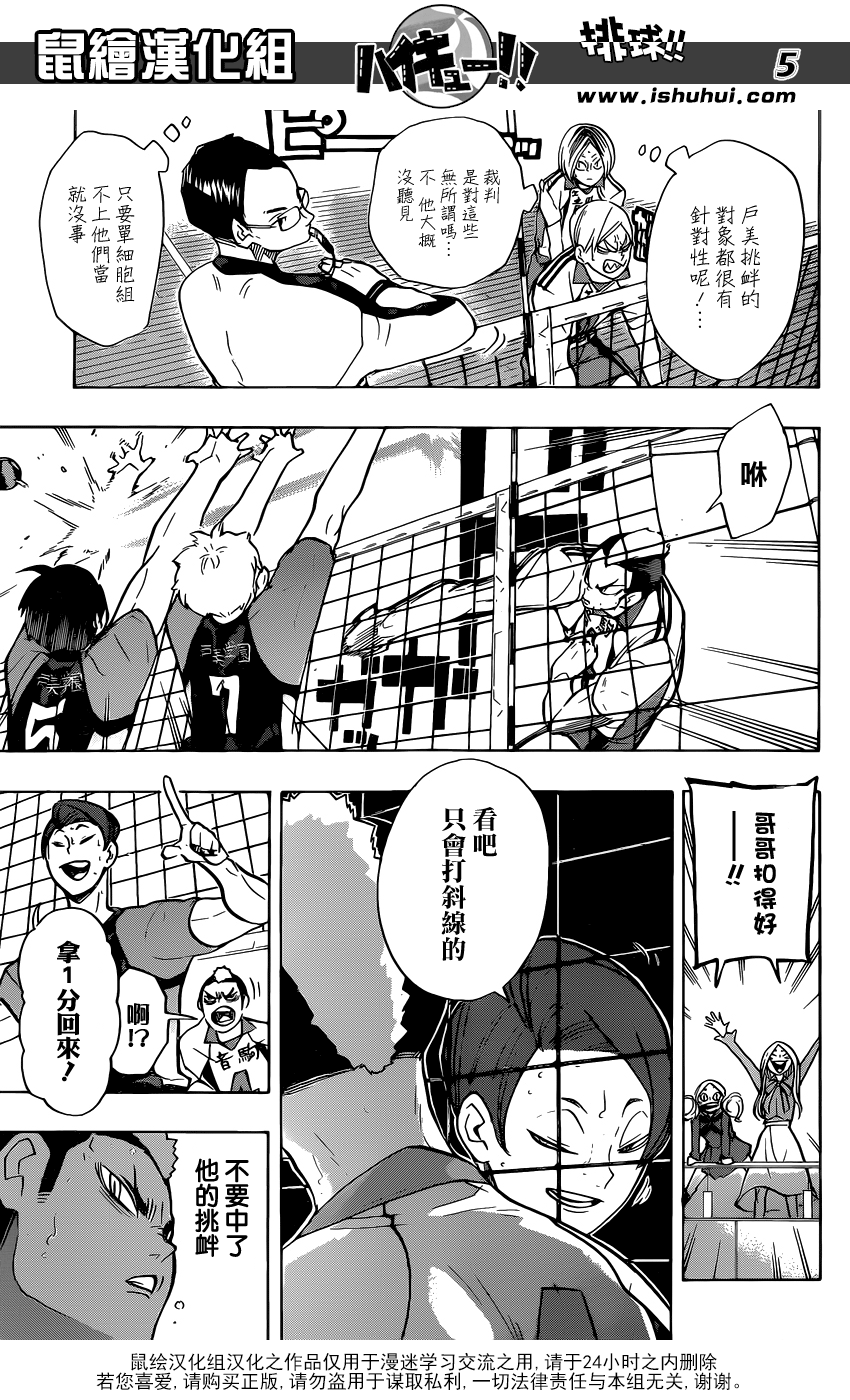 鼠繪漢化組
ハイキュー!!
排球!!
5
www.ishuhui.com
戶美挑衅的
對象都很有
針對性呢！…
裁判
是對這些
無所謂嗎…
不，他大概
沒聽見
只要單細胞組
不上他們當
就沒事
ピッ
咻
5
7
哥哥扣得好
——!!
看吧
只會打斜線的
拿1分回來！
啊!?
音駒
不要中了
他的挑衅
鼠绘汉化组汉化之作品仅用于漫迷学习交流之用,请于24小时之内删除
若您喜爱,请购买正版,请勿用于谋取私利,一切法律责任与本组无关,谢谢。